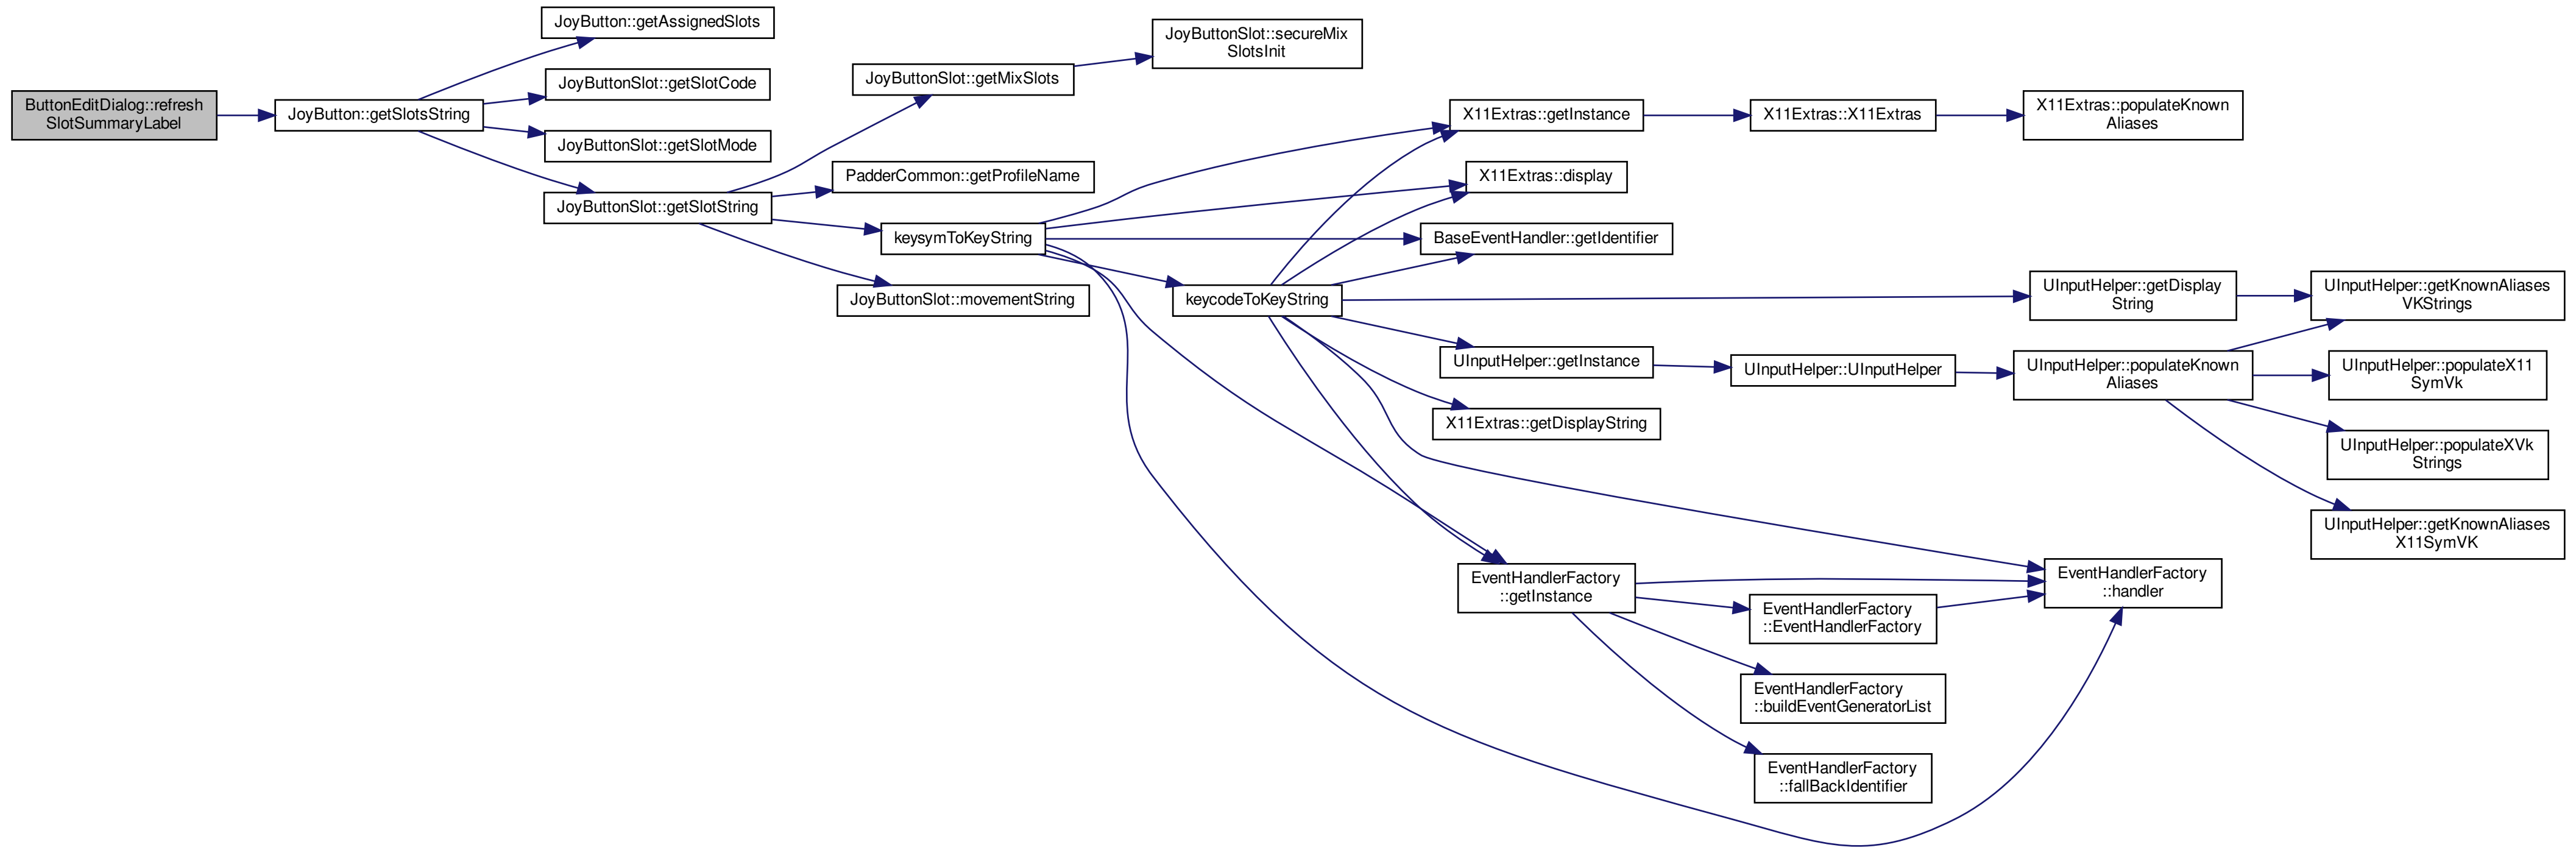 ButtonEditDialog::refresh
SlotSummaryLabel
JoyButton::getSlotsString
JoyButton::getAssignedSlots
JoyButtonSlot::getSlotCode
JoyButtonSlot::getSlotMode
JoyButtonSlot::getSlotString
JoyButtonSlot::getMixSlots
JoyButtonSlot::secureMix
SlotsInit
PadderCommon::getProfileName
keysymToKeyString
JoyButtonSlot::movementString
keycodeToKeyString
X11Extras::getInstance
X11Extras::X11Extras
X11Extras::populateKnown
Aliases
X11Extras::display
BaseEventHandler::getIdentifier
UInputHelper::getDisplay
String
UInputHelper::getKnownAliases
VKStrings
UInputHelper::getInstance
UInputHelper::UInputHelper
UInputHelper::populateKnown
Aliases
UInputHelper::populateX11
SymVk
X11Extras::getDisplayString
UInputHelper::populateXVk
Strings
UInputHelper::getKnownAliases
X11SymVK
EventHandlerFactory
::getInstance
EventHandlerFactory
::handler
EventHandlerFactory
::EventHandlerFactory
EventHandlerFactory
::buildEventGeneratorList
EventHandlerFactory
::fallBackIdentifier